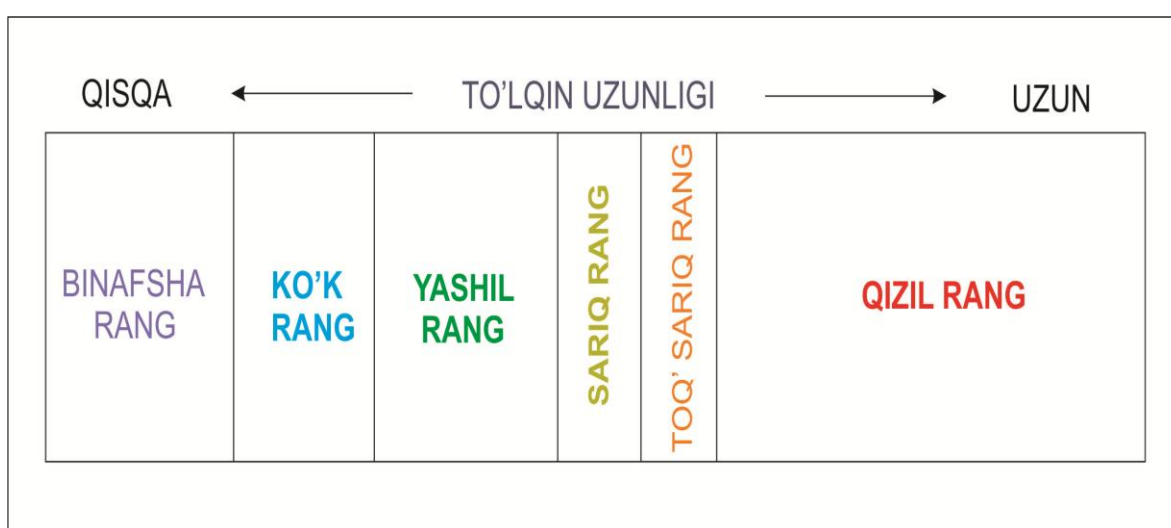 QISQA
TO'LQIN UZUNLIGI
UZUN
BINAFSHA
RANG
KO'K
RANG
YASHIL
RANG
SARIQ RANG
TOQ' SARIQ RANG
QIZIL RANG